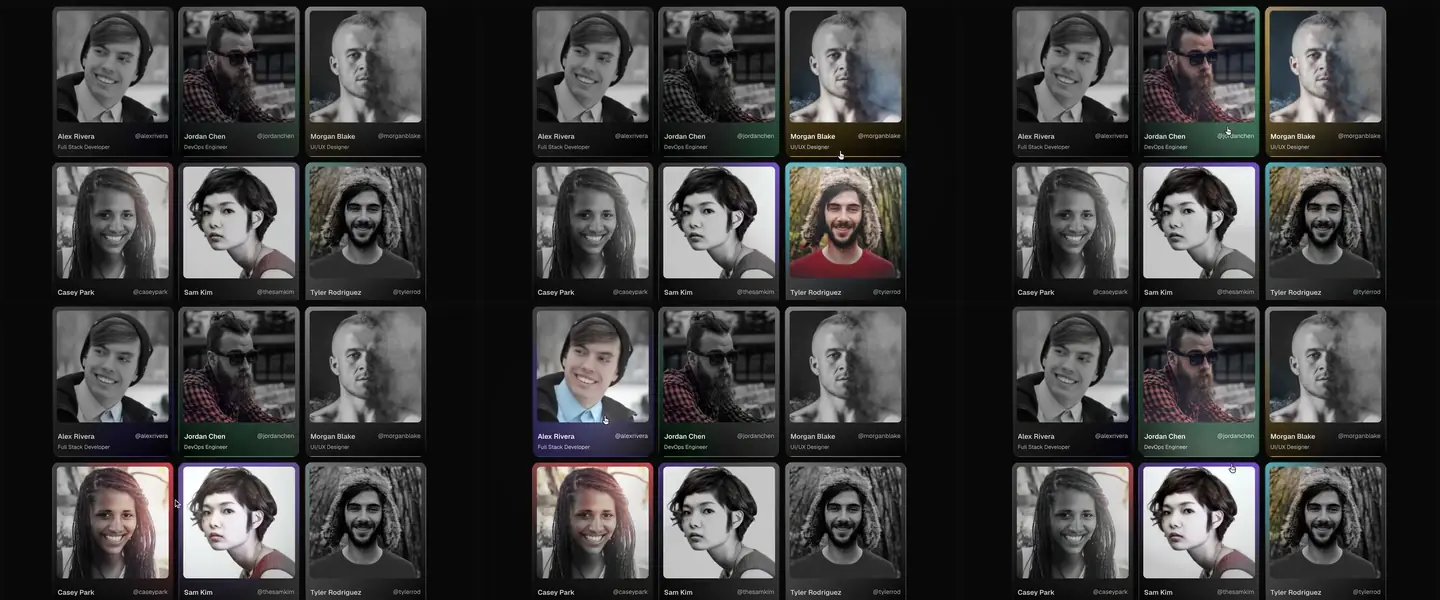 Alex Rivera @alexrivera Jordan Chen @jordanchen Morgan Blake @morganblake
Full Stack Developer DevOps Engineer UI/UX Designer
Casey Park @caseypark Sam Kim @thesamkim Tyler Rodriguez @tylerrod
Alex Rivera @alexrivera Jordan Chen @jordanchen Morgan Blake @morganblake
Full Stack Developer DevOps Engineer UI/UX Designer
Casey Park @caseypark Sam Kim @thesamkim Tyler Rodriguez @tylerrod
Alex Rivera @alexrivera Jordan Chen @jordanchen Morgan Blake @morganblake
Full Stack Developer DevOps Engineer UI/UX Designer
Casey Park @caseypark Sam Kim @thesamkim Tyler Rodriguez @tylerrod
Alex Rivera @alexrivera Jordan Chen @jordanchen Morgan Blake @morganblake
Full Stack Developer DevOps Engineer UI/UX Designer
Casey Park @caseypark Sam Kim @thesamkim Tyler Rodriguez @tylerrod
Alex Rivera @alexrivera Jordan Chen @jordanchen Morgan Blake @morganblake
Full Stack Developer DevOps Engineer UI/UX Designer
Casey Park @caseypark Sam Kim @thesamkim Tyler Rodriguez @tylerrod
Alex Rivera @alexrivera Jordan Chen @jordanchen Morgan Blake @morganblake
Full Stack Developer DevOps Engineer UI/UX Designer
Casey Park @caseypark Sam Kim @thesamkim Tyler Rodriguez @tylerrod